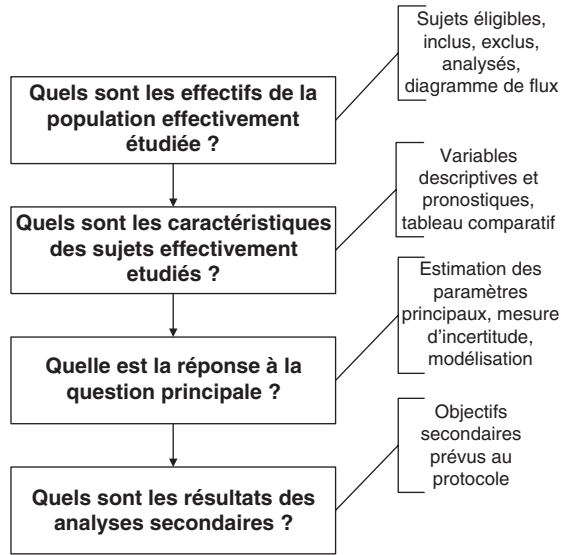 Sujets éligibles,
inclus, exclus,
analysés,
diagramme de flux
Quels sont les effectifs de la
population effectivement
étudiée ?
Variables
descriptives et
pronostiques,
tableau comparatif
Quels sont les caractéristiques
des sujets effectivement
etudiés ?
Estimation des
paramètres
principaux, mesure
d'incertitude,
modélisation
Quelle est la réponse à la
question principale ?
Objectifs
secondaires
prévus au
protocole
Quels sont les résultats des
analyses secondaires ?